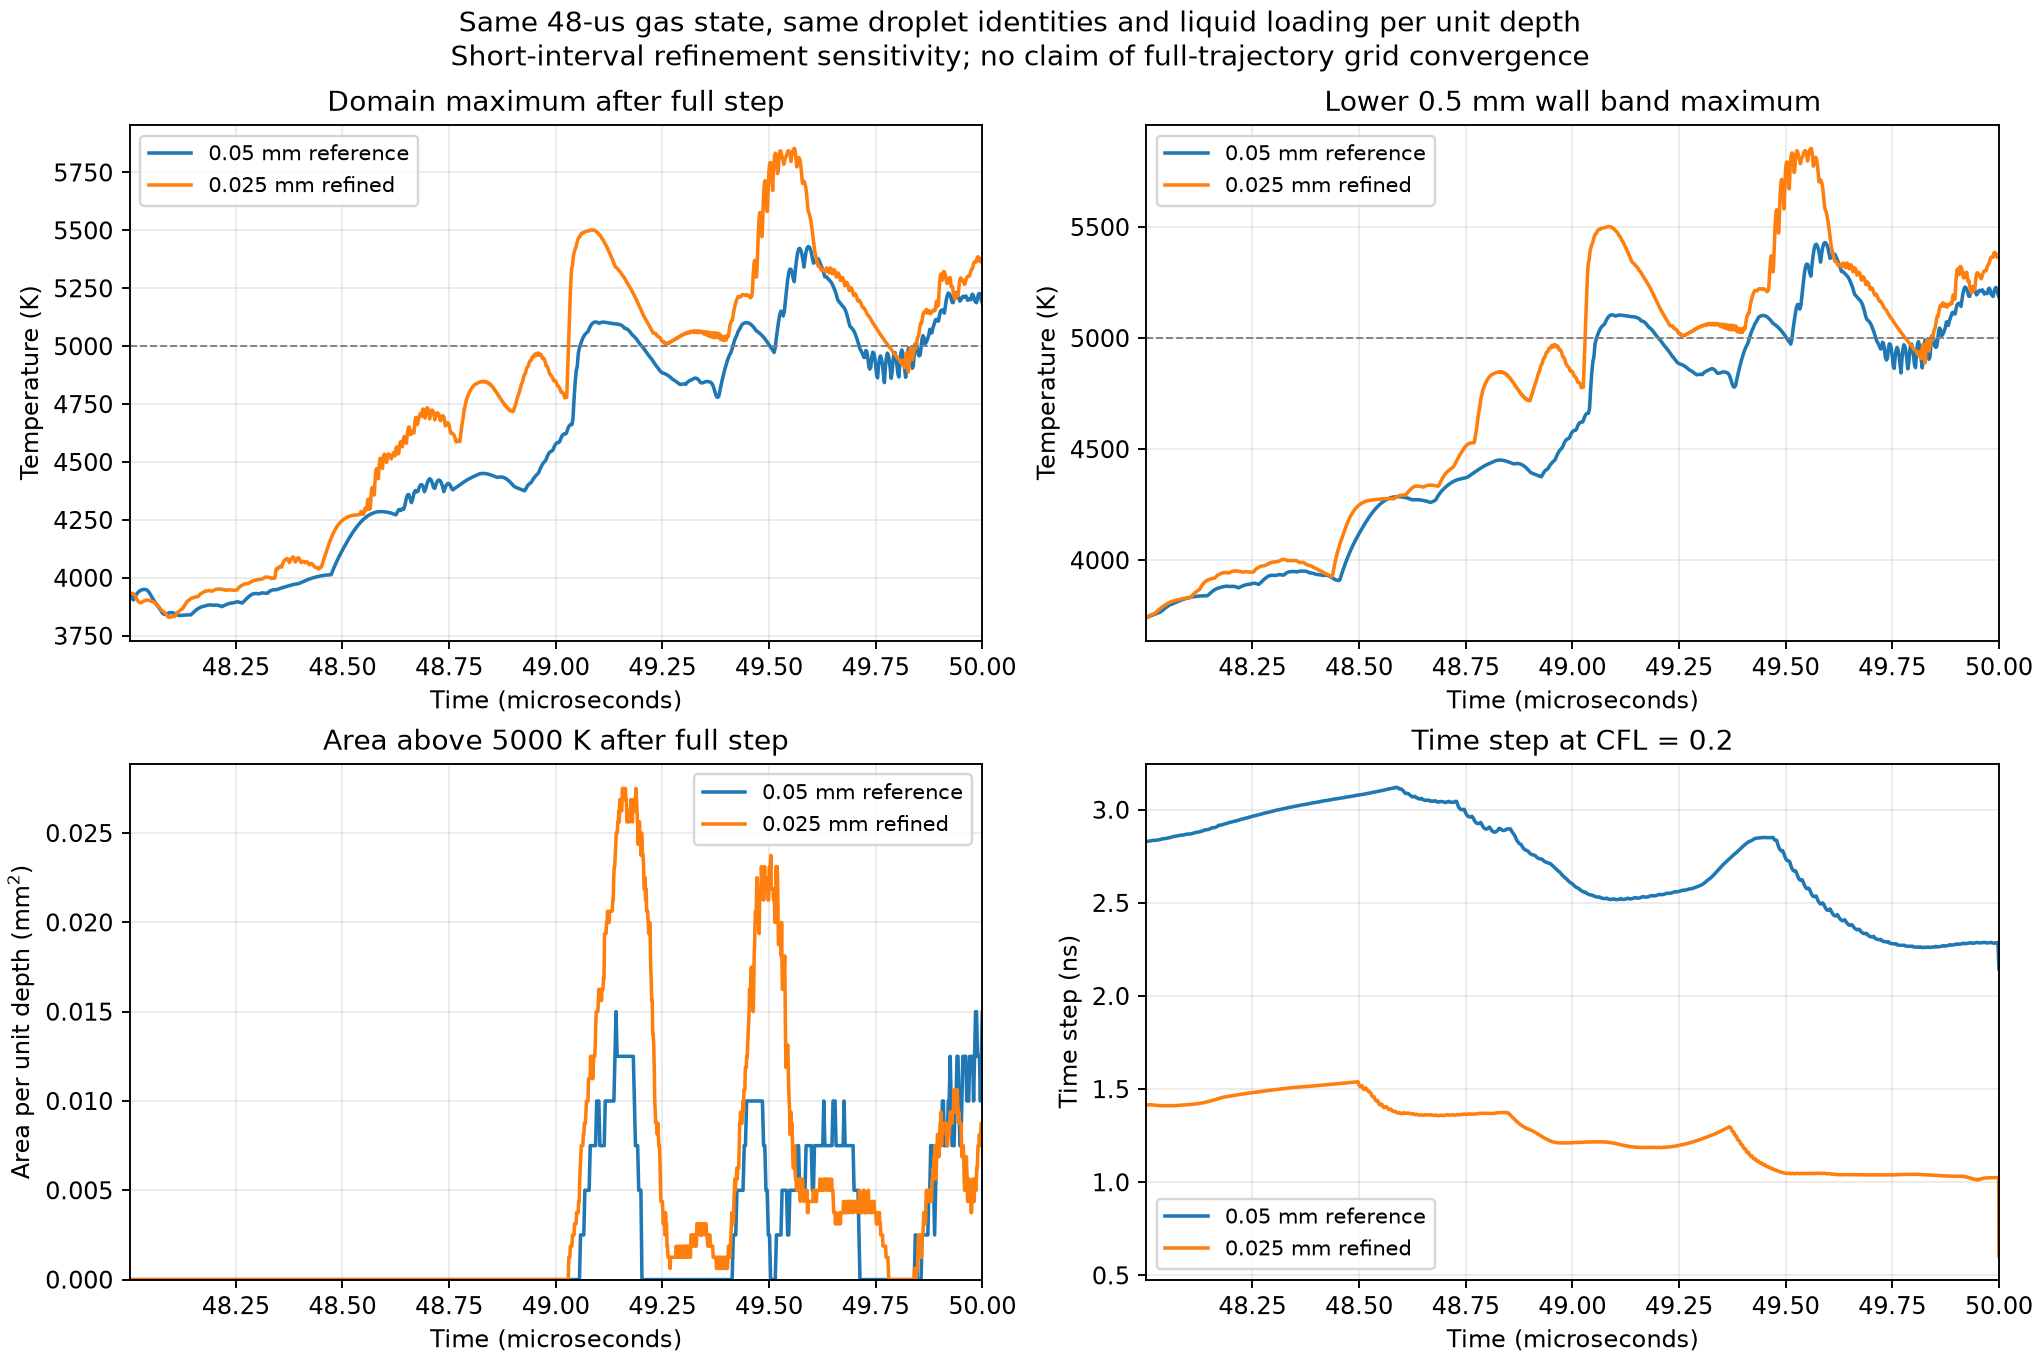 Same 48-us gas state, same droplet identities and liquid loading per unit depth
Short-interval refinement sensitivity; no claim of full-trajectory grid convergence
Domain maximum after full step
0.05 mm reference
0.025 mm refined
Temperature (K)
5750
5500
5250
5000
4750
4500
4250
4000
3750
48.25 48.50 48.75 49.00 49.25 49.50 49.75 50.00
Time (microseconds)
Lower 0.5 mm wall band maximum
0.05 mm reference
0.025 mm refined
Temperature (K)
5500
5000
4500
4000
48.25 48.50 48.75 49.00 49.25 49.50 49.75 50.00
Time (microseconds)
Area above 5000 K after full step
0.05 mm reference
0.025 mm refined
Area per unit depth (mm²)
0.025
0.020
0.015
0.010
0.005
0.000
48.25 48.50 48.75 49.00 49.25 49.50 49.75 50.00
Time (microseconds)
Time step at CFL = 0.2
Time step (ns)
3.0
2.5
2.0
1.5
1.0
0.5
0.05 mm reference
0.025 mm refined
48.25 48.50 48.75 49.00 49.25 49.50 49.75 50.00
Time (microseconds)